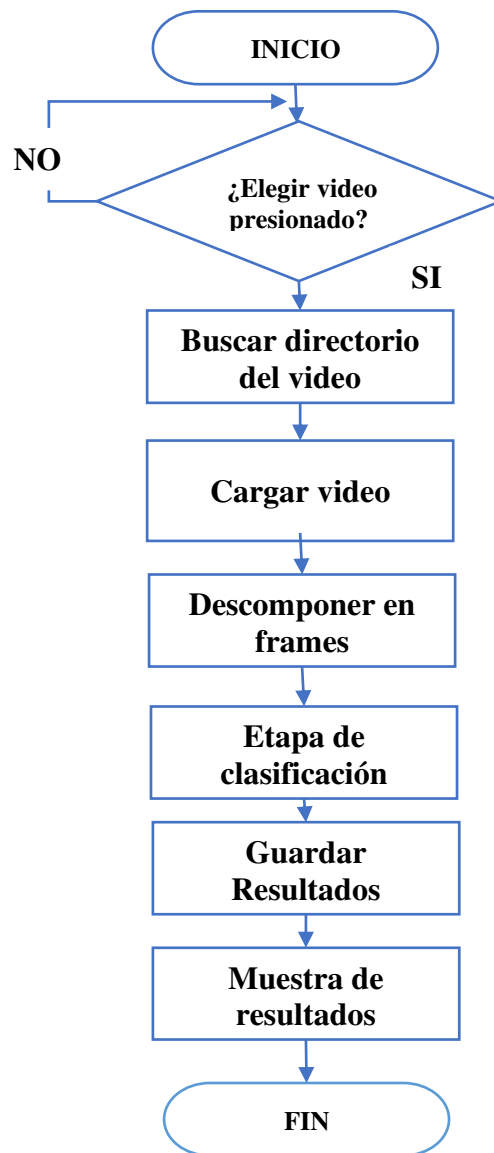 INICIO
NO
¿Elegir video
presionado?
SI
Buscar directorio
del video
Cargar video
Descomponer en
frames
Etapa de
clasificación
Guardar
Resultados
Muestra de
resultados
FIN